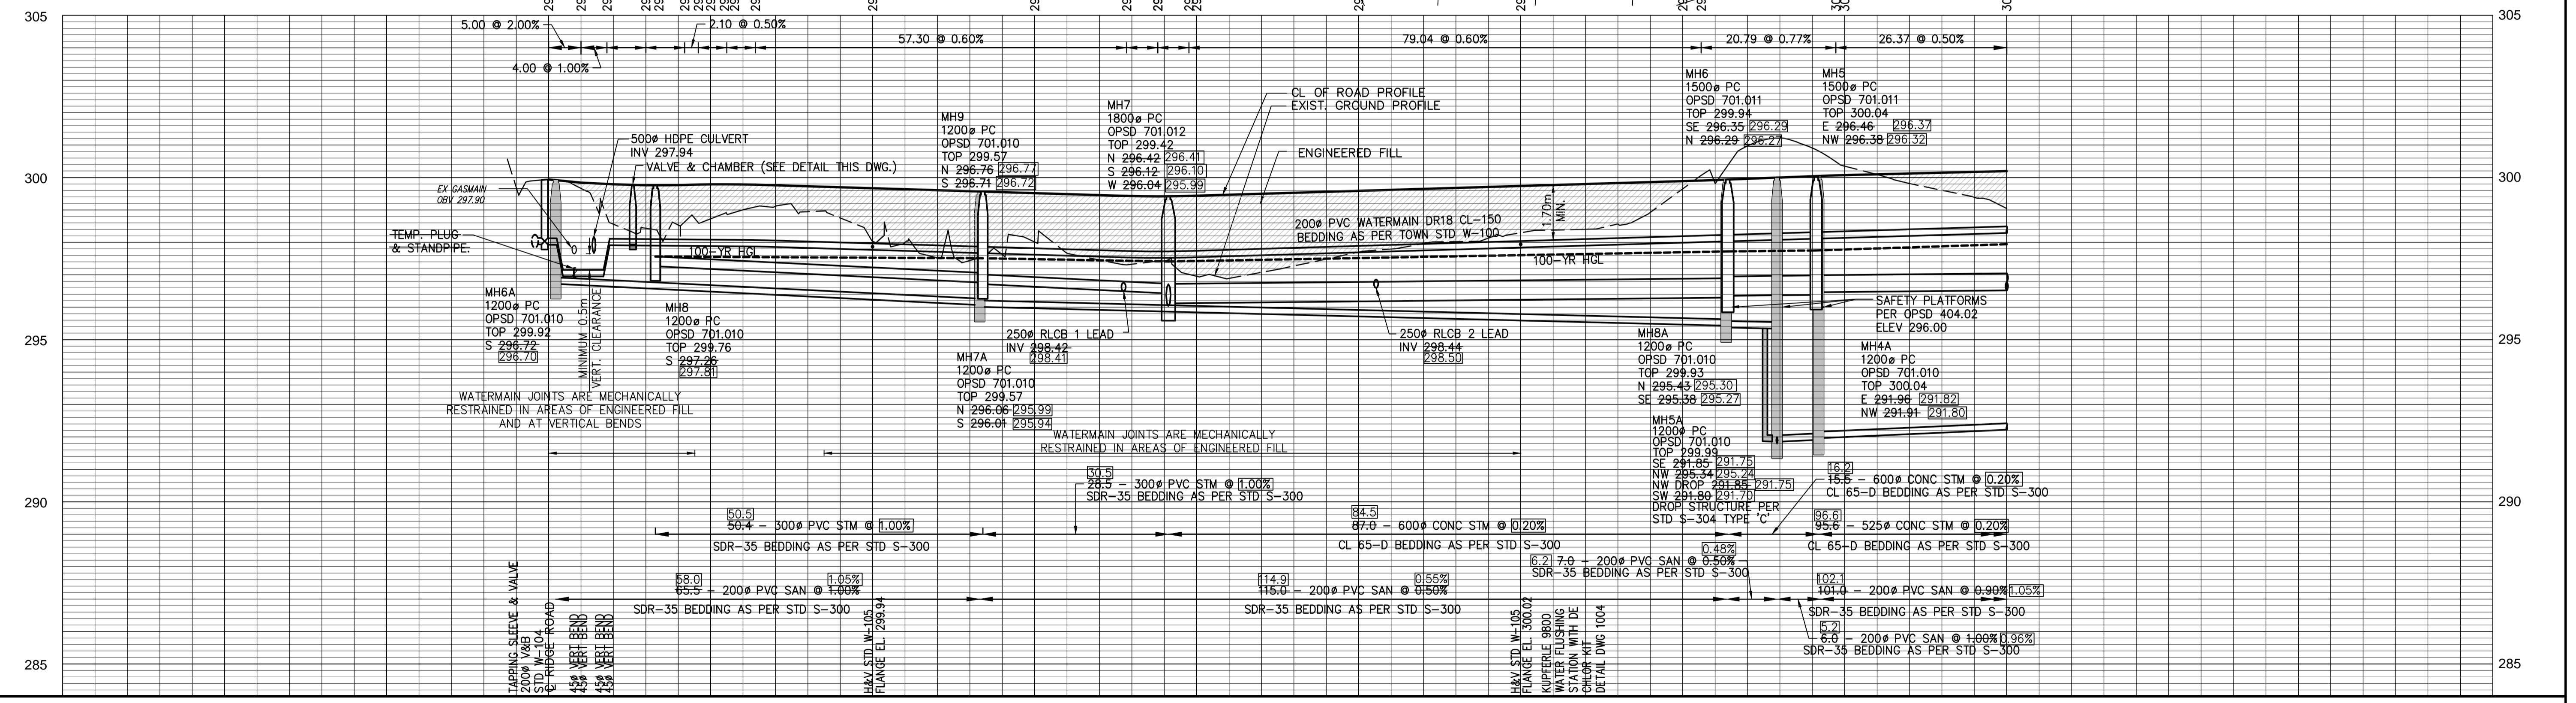 305
305
5.00 @ 2.00%
2.10 @ 0.50%
57.30 @ 0.60%
79.04 @ 0.60%
20.79 @ 0.77%
26.37 @ 0.50%
4.00 @ 1.00%
CL OF ROAD PROFILE
EXIST. GROUND PROFILE
ENGINEERED FILL
MH6
1500ø PC
OPSD 701.011
TOP 299.94
SE 296.35 296.29
N 296.29 296.27
MH5
1500ø PC
OPSD 701.011
TOP 300.04
E 296.46 296.37
NW 296.38 296.32
MH9
1200ø PC
OPSD 701.010
TOP 299.57
N 296.76 296.77
S 296.71 296.72
MH7
1800ø PC
OPSD 701.012
TOP 299.42
N 296.42 296.41
S 296.12 296.10
W 296.04 295.99
500ø HDPE CULVERT
INV 297.94
VALVE & CHAMBER (SEE DETAIL THIS DWG.)
300
300
EX GASMAIN
OBV 297.90
TEMP. PLUG
& STANDPIPE.
100-YR HGL
200ø PVC WATERMAIN DR18 CL-150
BEDDING AS PER TOWN STD W-100
1.70m
MIN.
100-YR HGL
MH6A
1200ø PC
OPSD 701.010
TOP 299.92
S 296.72
296.70
MINIMUM 0.5m
VERT. CLEARANCE
MH8
1200ø PC
OPSD 701.010
TOP 299.76
S 297.26
297.81
250ø RLCB 1 LEAD
INV 298.42
298.41
250ø RLCB 2 LEAD
INV 298.44
298.50
SAFETY PLATFORMS
PER OPSD 404.02
ELEV 296.00
295
295
MH7A
1200ø PC
OPSD 701.010
TOP 299.57
N 296.06 295.99
S 296.01 295.94
MH8A
1200ø PC
OPSD 701.010
TOP 299.93
N 295.43 295.30
SE 295.38 295.27
MH4A
1200ø PC
OPSD 701.010
TOP 300.04
E 291.96 291.82
NW 291.91 291.80
WATERMAIN JOINTS ARE MECHANICALLY
RESTRAINED IN AREAS OF ENGINEERED FILL
AND AT VERTICAL BENDS
WATERMAIN JOINTS ARE MECHANICALLY
RESTRAINED IN AREAS OF ENGINEERED FILL
MH5A
1200ø PC
OPSD 701.010
TOP 299.99
SE 291.85 291.75
NW 295.34 295.24
NW DROP 291.85 291.75
SW 291.80 291.70
DROP STRUCTURE PER
STD S-304 TYPE 'C'
290
290
30.5
28.5 - 300ø PVC STM @ 1.00%
SDR-35 BEDDING AS PER STD S-300
16.2
15.5 - 600ø CONC STM @ 0.20%
CL 65-D BEDDING AS PER STD S-300
50.5
50.4 - 300ø PVC STM @ 1.00%
SDR-35 BEDDING AS PER STD S-300
84.5
87.0 - 600ø CONC STM @ 0.20%
CL 65-D BEDDING AS PER STD S-300
96.6
95.6 - 525ø CONC STM @ 0.20%
CL 65-D BEDDING AS PER STD S-300
0.48%
6.2 7.0 - 200ø PVC SAN @ 0.50%
SDR-35 BEDDING AS PER STD S-300
58.0 1.05%
65.5 - 200ø PVC SAN @ 1.00%
SDR-35 BEDDING AS PER STD S-300
114.9 0.55%
115.0 - 200ø PVC SAN @ 0.50%
SDR-35 BEDDING AS PER STD S-300
102.1
101.0 - 200ø PVC SAN @ 0.90% 1.05%
SDR-35 BEDDING AS PER STD S-300
5.2
6.0 - 200ø PVC SAN @ 1.00% 0.96%
SDR-35 BEDDING AS PER STD S-300
285
285
TAPPING SLEEVE & VALVE
200ø V&B
STD W-104
RIDGE ROAD
45ø VERT BEND
45ø VERT BEND
45ø VERT BEND
45ø VERT BEND
H&V STD W-105
FLANGE EL. 299.94
H&V STD W-105
FLANGE EL. 300.02
KUPFERLE 9800
WATER FLUSHING
STATION WITH DE
CHLOR KIT
DETAIL DWG 1004